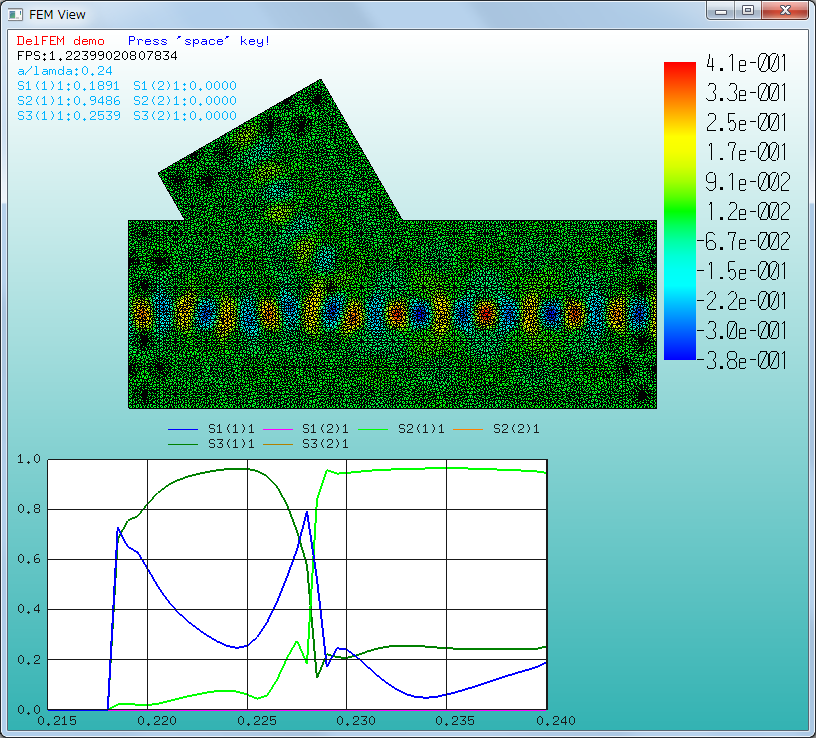 FEM View
DelFEM demo Press 'space' key!
FPS:1.22399020807834
a/lamda:0.24
S1(1)1:0.1891 S1(2)1:0.0000
S2(1)1:0.9486 S2(2)1:0.0000
S3(1)1:0.2539 S3(2)1:0.0000
4.1e-001
3.3e-001
2.5e-001
1.7e-001
9.1e-002
1.2e-002
-6.7e-002
-1.5e-001
-2.2e-001
-3.0e-001
-3.8e-001
S1(1)1 S1(2)1 S2(1)1 S2(2)1
S3(1)1 S3(2)1
1.0
0.8
0.6
0.4
0.2
0.0
0.215 0.220 0.225 0.230 0.235 0.240